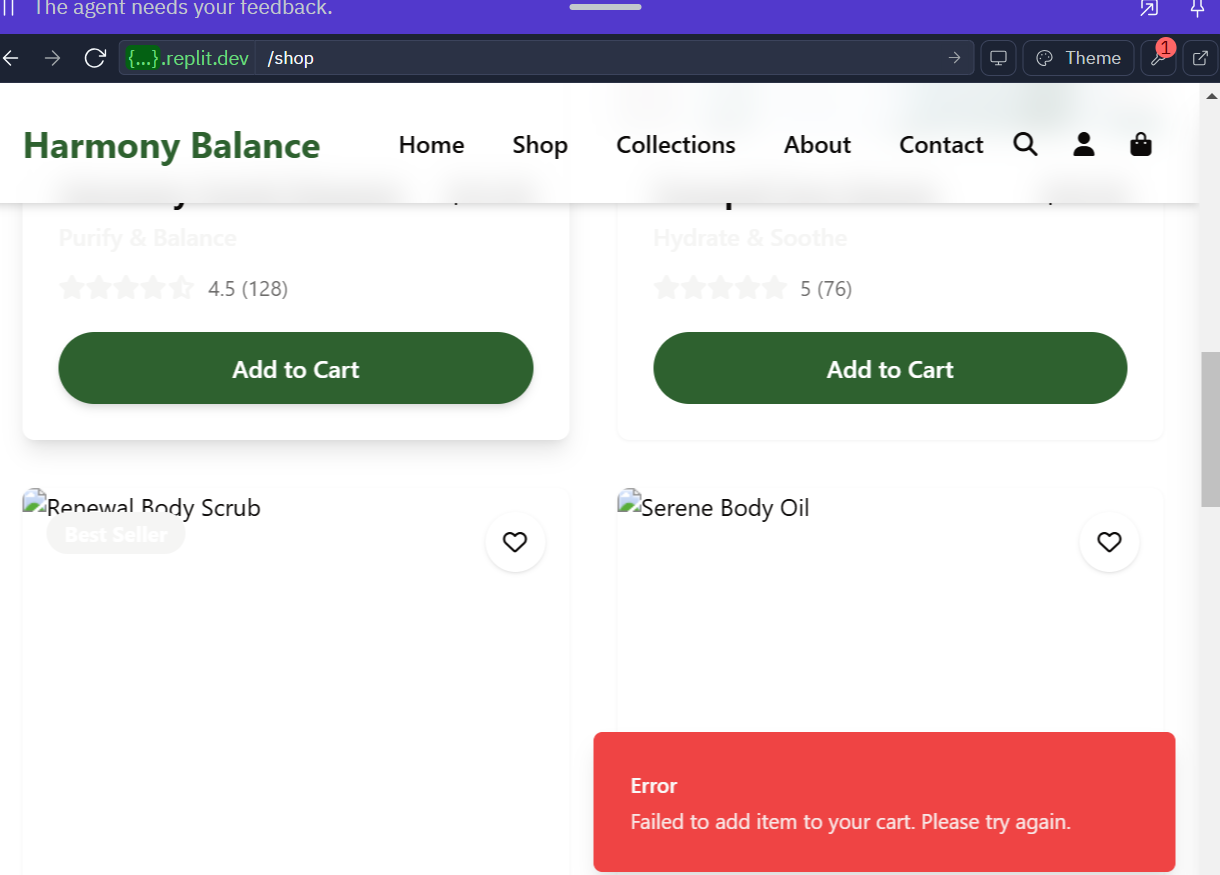 The agent needs your feedback.
{...}.replit.dev /shop
Theme
1
Harmony Balance
Home Shop Collections About Contact
Purify & Balance
4.5 (128)
Add to Cart
Hydrate & Soothe
5 (76)
Add to Cart
Renewal Body Scrub
Best Seller
Serene Body Oil
Error
Failed to add item to your cart. Please try again.